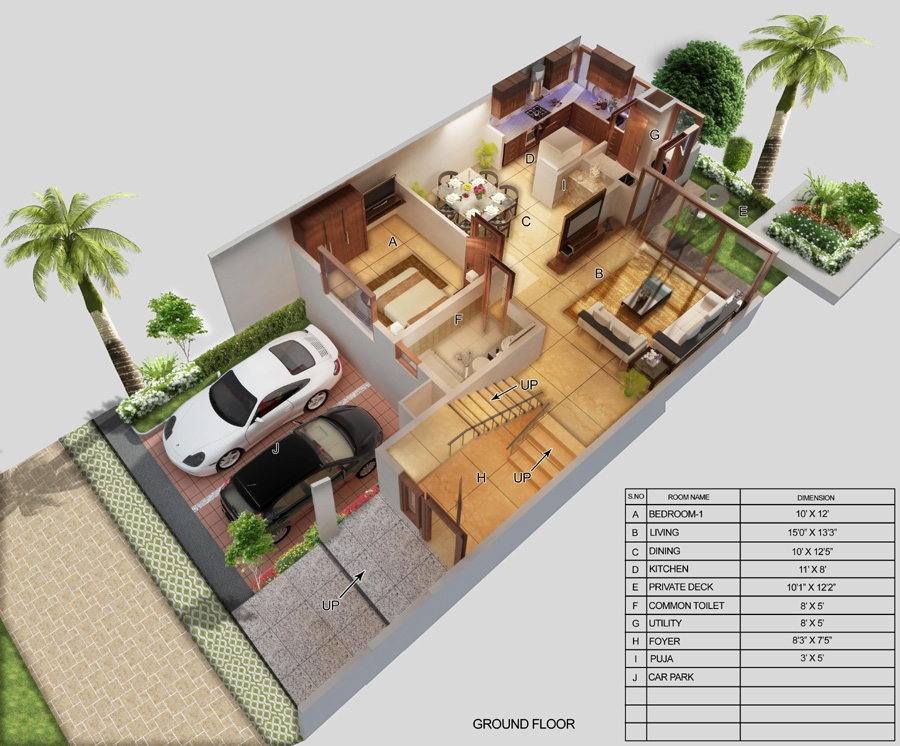 G
D
I
E
C
A
B
F
UP
J
H
UP
UP
S.NO ROOM NAME DIMENSION
A BEDROOM-1 10' X 12'
B LIVING 15'0" X 13'3"
C DINING 10' X 12'5"
D KITCHEN 11' X 8'
E PRIVATE DECK 10'1" X 12'2"
F COMMON TOILET 8' X 5'
G UTILITY 8' X 5'
H FOYER 8'3" X 7'5"
I PUJA 3' X 5'
J CAR PARK
GROUND FLOOR